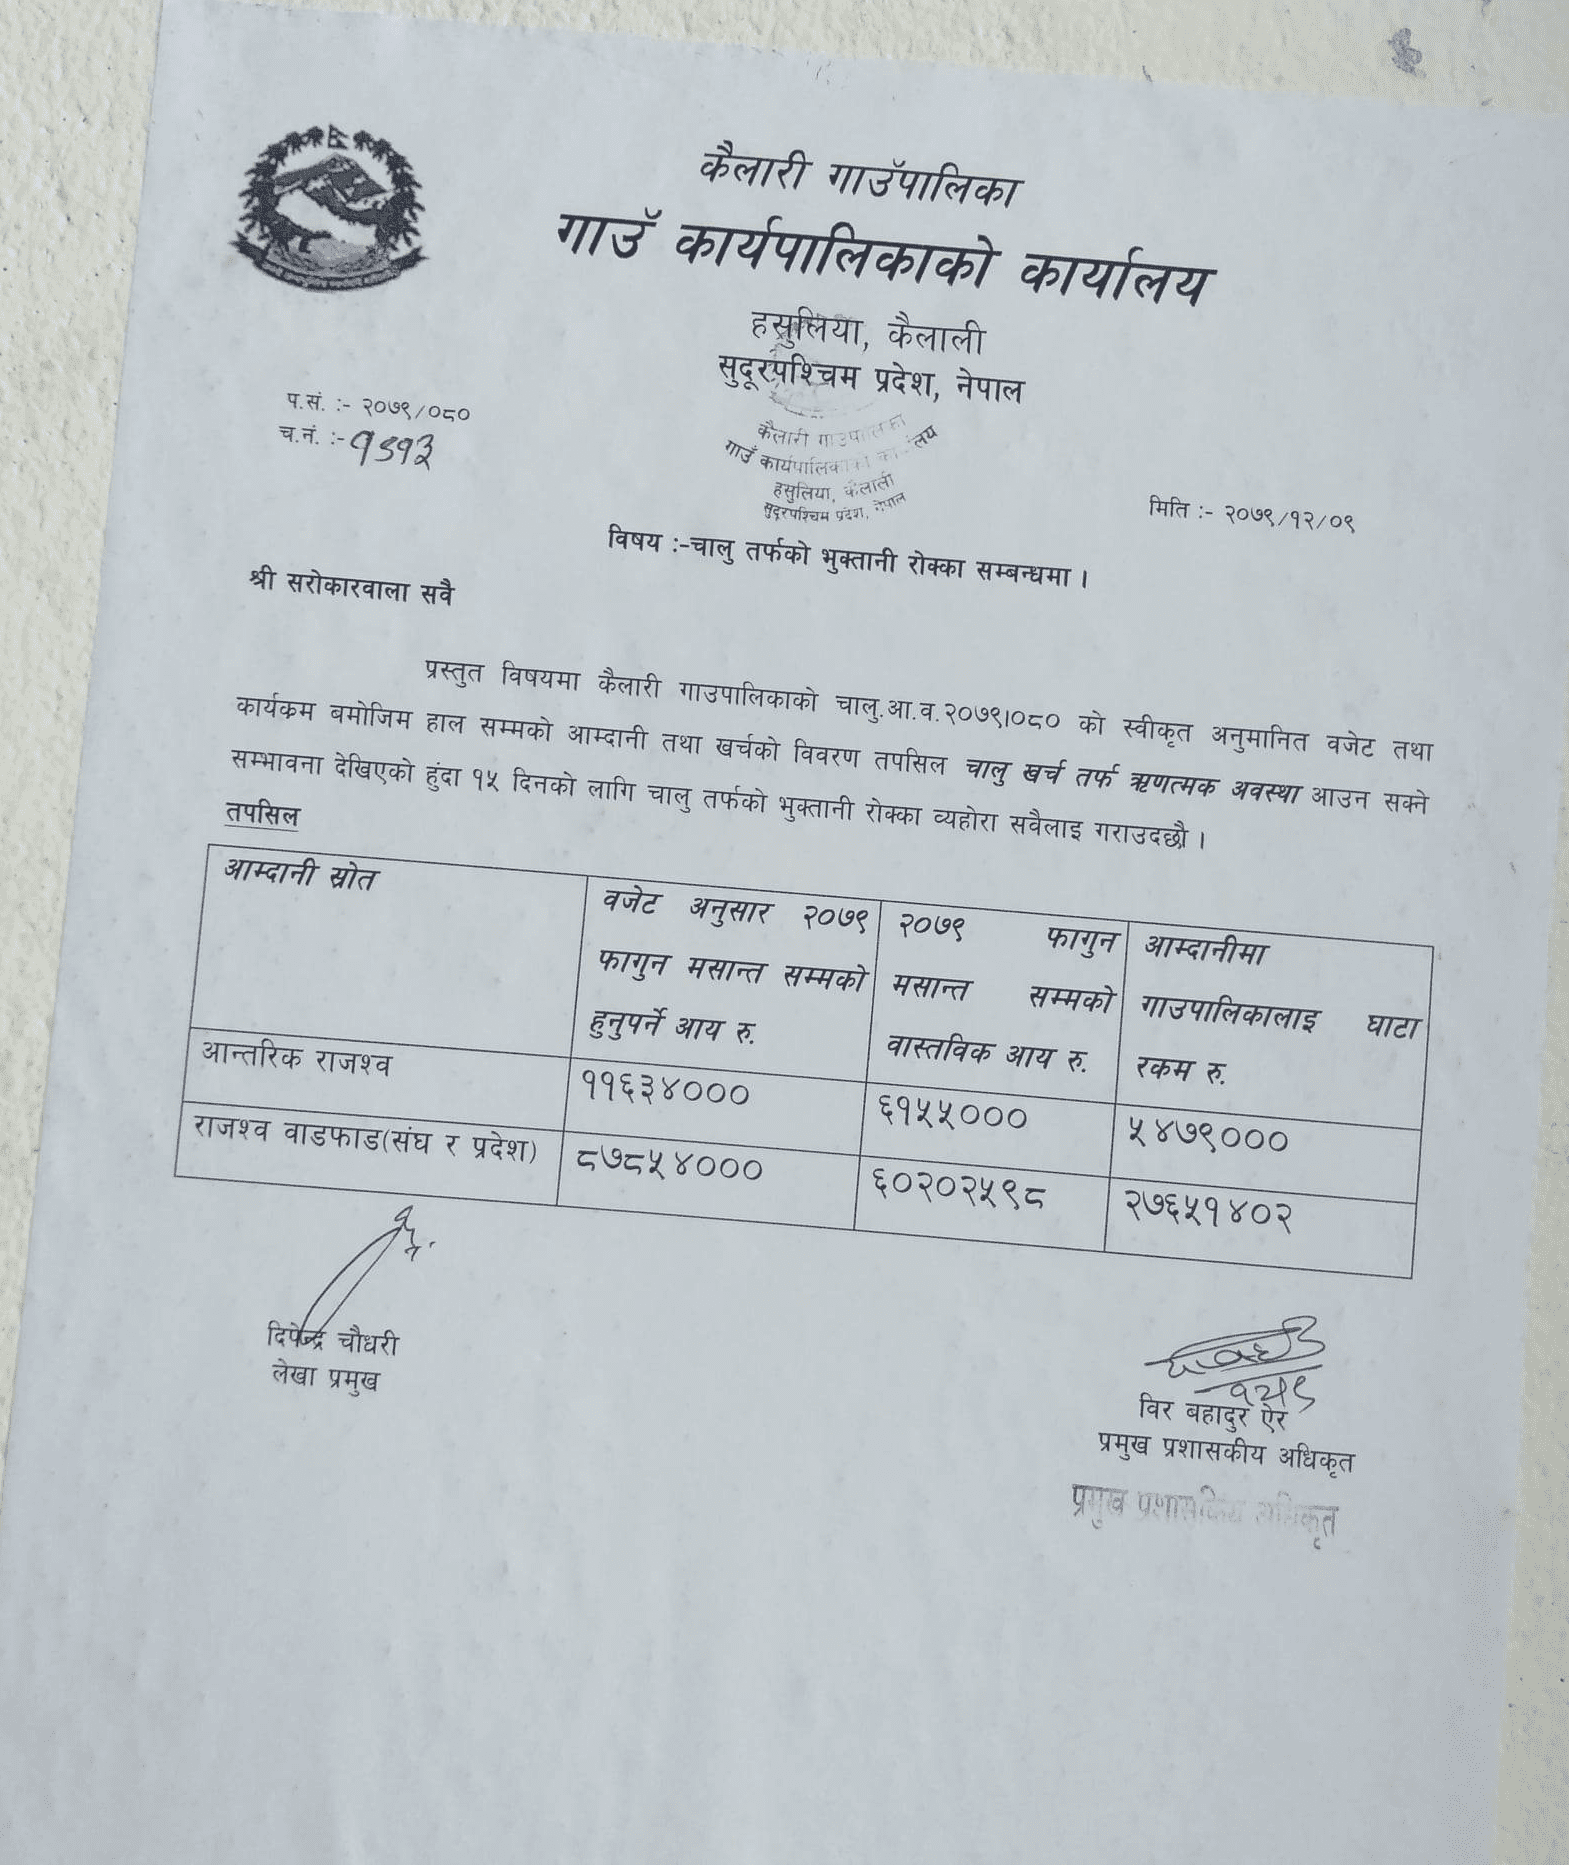 कैलारी गाउँपालिका
गाउँ कार्यपालिकाको कार्यालय
हसुलिया, कैलाली
सुदूरपश्चिम प्रदेश, नेपाल
प.सं. :- २०७९/०८०
च.नं. :- १७१३
कैलारी गाउपालिका
गाउँ कार्यपालिकाको कार्यालय
हसुलिया, कैलाली
सुदूरपश्चिम प्रदेश, नेपाल
मिति :- २०७९/१२/०९
विषय :-चालु तर्फको भुक्तानी रोक्का सम्बन्धमा ।
श्री सरोकारवाला सवै
प्रस्तुत विषयमा कैलारी गाउपालिकाको चालु.आ.व.२०७९।०८० को स्वीकृत अनुमानित वजेट तथा
कार्यकम बमोजिम हाल सम्मको आम्दानी तथा खर्चको विवरण तपसिल चालु खर्च तर्फ ऋणत्मक अवस्था आउन सक्ने
सम्भावना देखिएको हुंदा १५ दिनको लागि चालु तर्फको भुक्तानी रोक्का व्यहोरा सवैलाइ गराउदछौ ।
तपसिल
आम्दानी स्रोत
वजेट अनुसार २०७९
फागुन मसान्त सम्मको
हुनुपर्ने आय रु.
२०७९ फागुन
मसान्त सम्मको
वास्तविक आय रु.
आम्दानीमा
गाउपालिकालाइ घाटा
रकम रु.
आन्तरिक राजश्व
११६३४०००
६१५५०००
५४७९०००
राजश्व वाडफाड(संघ र प्रदेश)
८७८५४०००
६०२०२५९८
२७६५१४०२
दिपेन्द्र चौधरी
लेखा प्रमुख
विर बहादुर ऐर
प्रमुख प्रशासकीय अधिकृत
प्रमुख प्रशासकिय अधिकृत